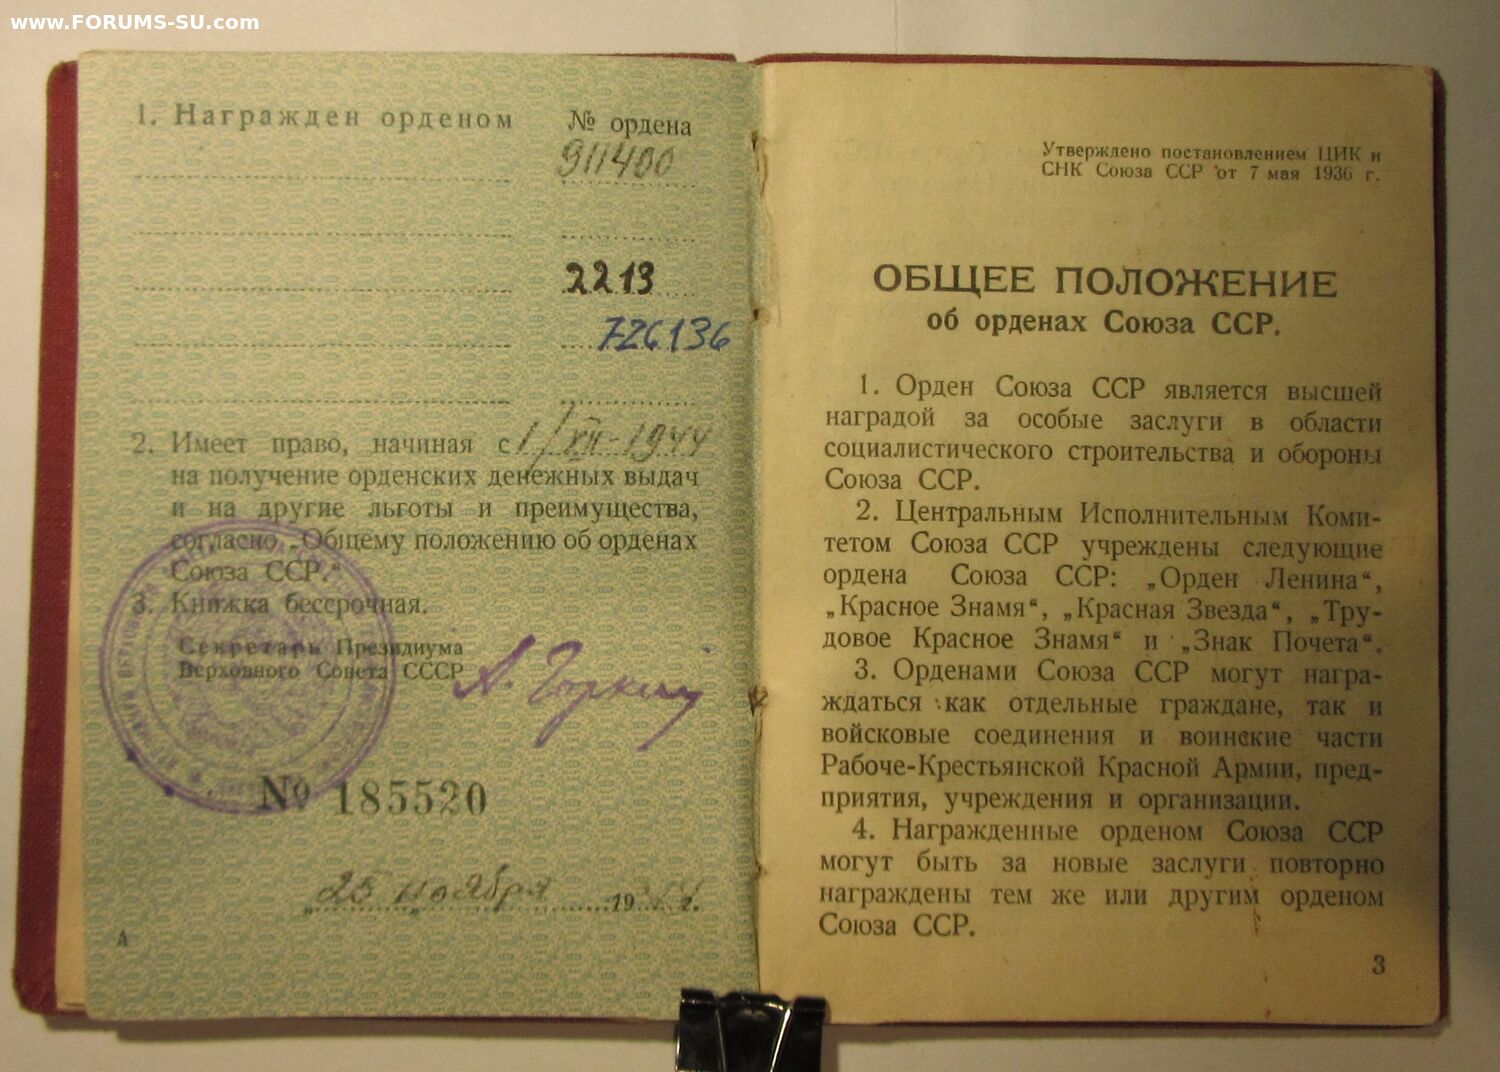 www.FORUMS-SU.com
1. Награжден орденом № ордена
911400
2213
726136
2. Имеет право, начиная с 1/XII-1944
на получение орденских денежных выдач
и на другие льготы и преимущества,
согласно „Общему положению об орденах
Союза ССР.“
3. Книжка бессрочная.
Секретарь Президиума
Верховного Совета СССР А. Горкин
№ 185520
„25 ноября 1944.
А
Утверждено постановлением ЦИК и
СНК Союза ССР от 7 мая 1936 г.
ОБЩЕЕ ПОЛОЖЕНИЕ
об орденах Союза ССР.
1. Орден Союза ССР является высшей
наградой за особые заслуги в области
социалистического строительства и обороны
Союза ССР.
2. Центральным Исполнительным Коми-
тетом Союза ССР учреждены следующие
ордена Союза ССР: „Орден Ленина“,
„Красное Знамя“, „Красная Звезда“, „Тру-
довое Красное Знамя“ и „Знак Почета“.
3. Орденами Союза ССР могут награ-
ждаться как отдельные граждане, так и
войсковые соединения и воинские части
Рабоче-Крестьянской Красной Армии, пред-
приятия, учреждения и организации.
4. Награжденные орденом Союза ССР
могут быть за новые заслуги повторно
награждены тем же или другим орденом
Союза ССР.
3